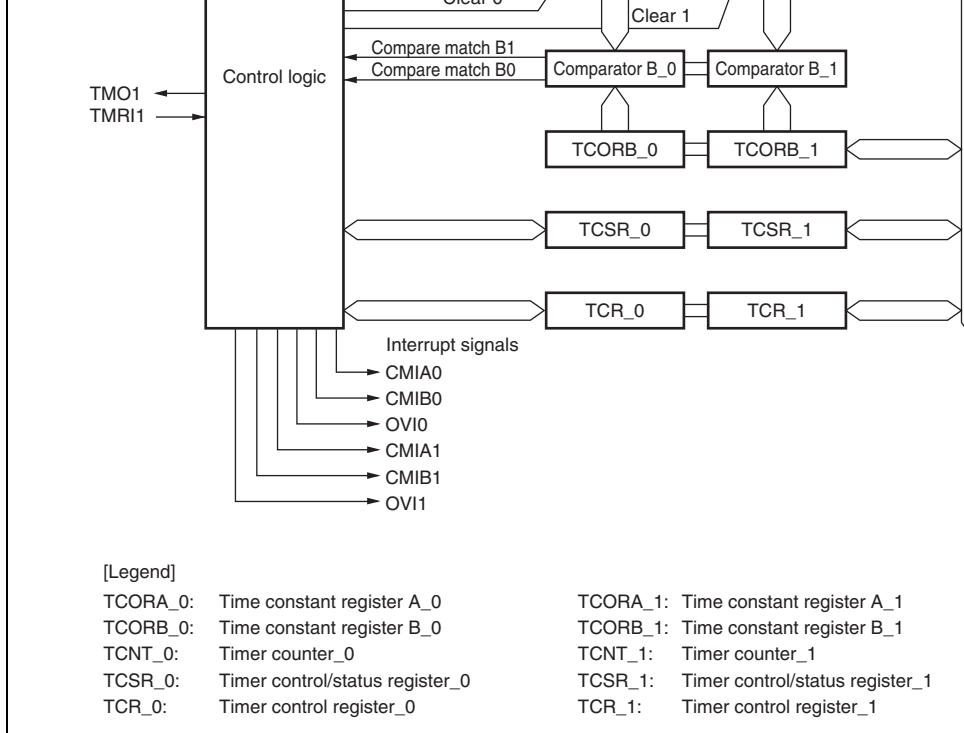 Clear 0
Clear 1
Compare match B1
Compare match B0
Comparator B_0
Comparator B_1
Control logic
TMO1
TMRI1
TCORB_0
TCORB_1
TCSR_0
TCSR_1
TCR_0
TCR_1
Interrupt signals
CMIA0
CMIB0
OVI0
CMIA1
CMIB1
OVI1
[Legend]
TCORA_0: Time constant register A_0
TCORB_0: Time constant register B_0
TCNT_0: Timer counter_0
TCSR_0: Timer control/status register_0
TCR_0: Timer control register_0
TCORA_1: Time constant register A_1
TCORB_1: Time constant register B_1
TCNT_1: Timer counter_1
TCSR_1: Timer control/status register_1
TCR_1: Timer control register_1